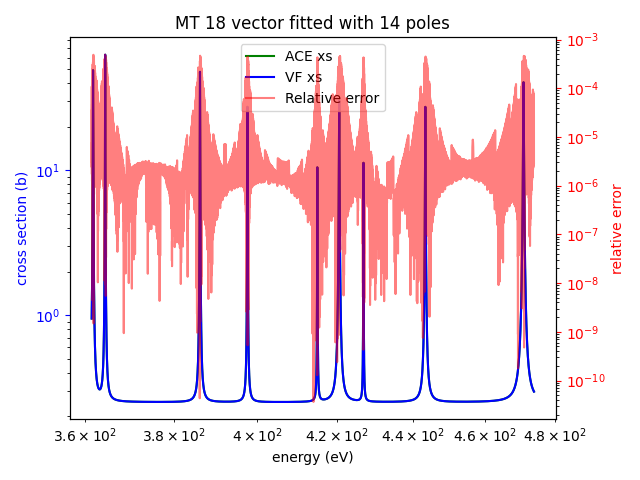 MT 18 vector fitted with 14 poles
ACE xs
VF xs
Relative error
cross section (b)
10¹
10⁰
10⁻³
10⁻⁴
10⁻⁵
10⁻⁶
10⁻⁷
10⁻⁸
10⁻⁹
10⁻¹⁰
relative error
3.6 × 10² 3.8 × 10² 4 × 10² 4.2 × 10² 4.4 × 10² 4.6 × 10² 4.8 × 10²
energy (eV)